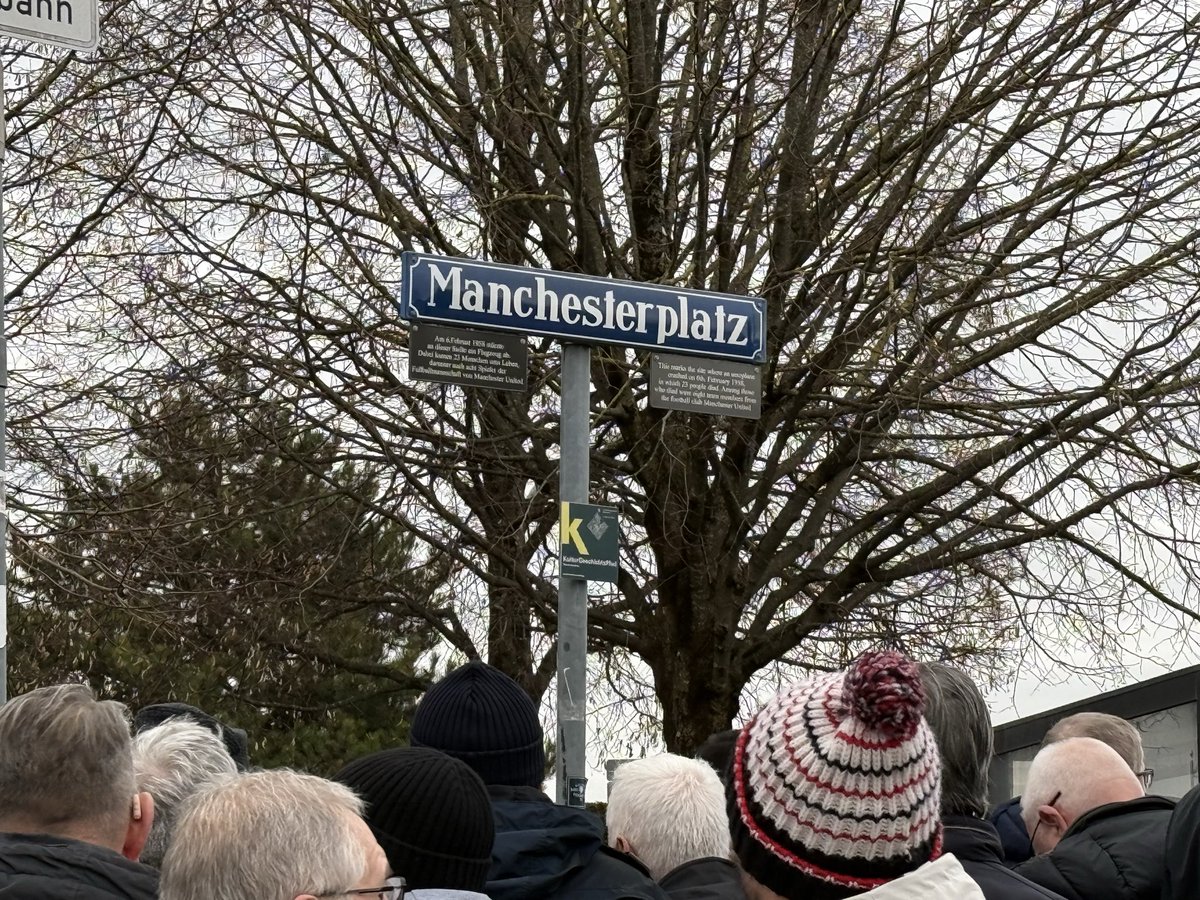 bahn
Manchesterplatz
Am 6.Februar 1958 stürzte
an dieser Stelle ein Flugzeug ab.
Dabei kamen 23 Menschen ums Leben,
darunter auch acht Spieler der
Fußballmannschaft von Manchester United.
This marks the site where an aeroplane
crashed on 6th. February 1958,
in which 23 people died. Among those
who died were eight team members from
the football club Manchester United.
k
KulturGeschichtsPfad